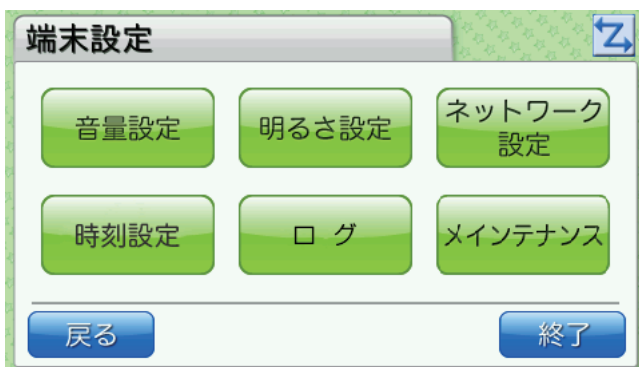 端末設定
Z
音量設定
明るさ設定
ネットワーク
設定
時刻設定
ログ
メインテナンス
戻る
終了